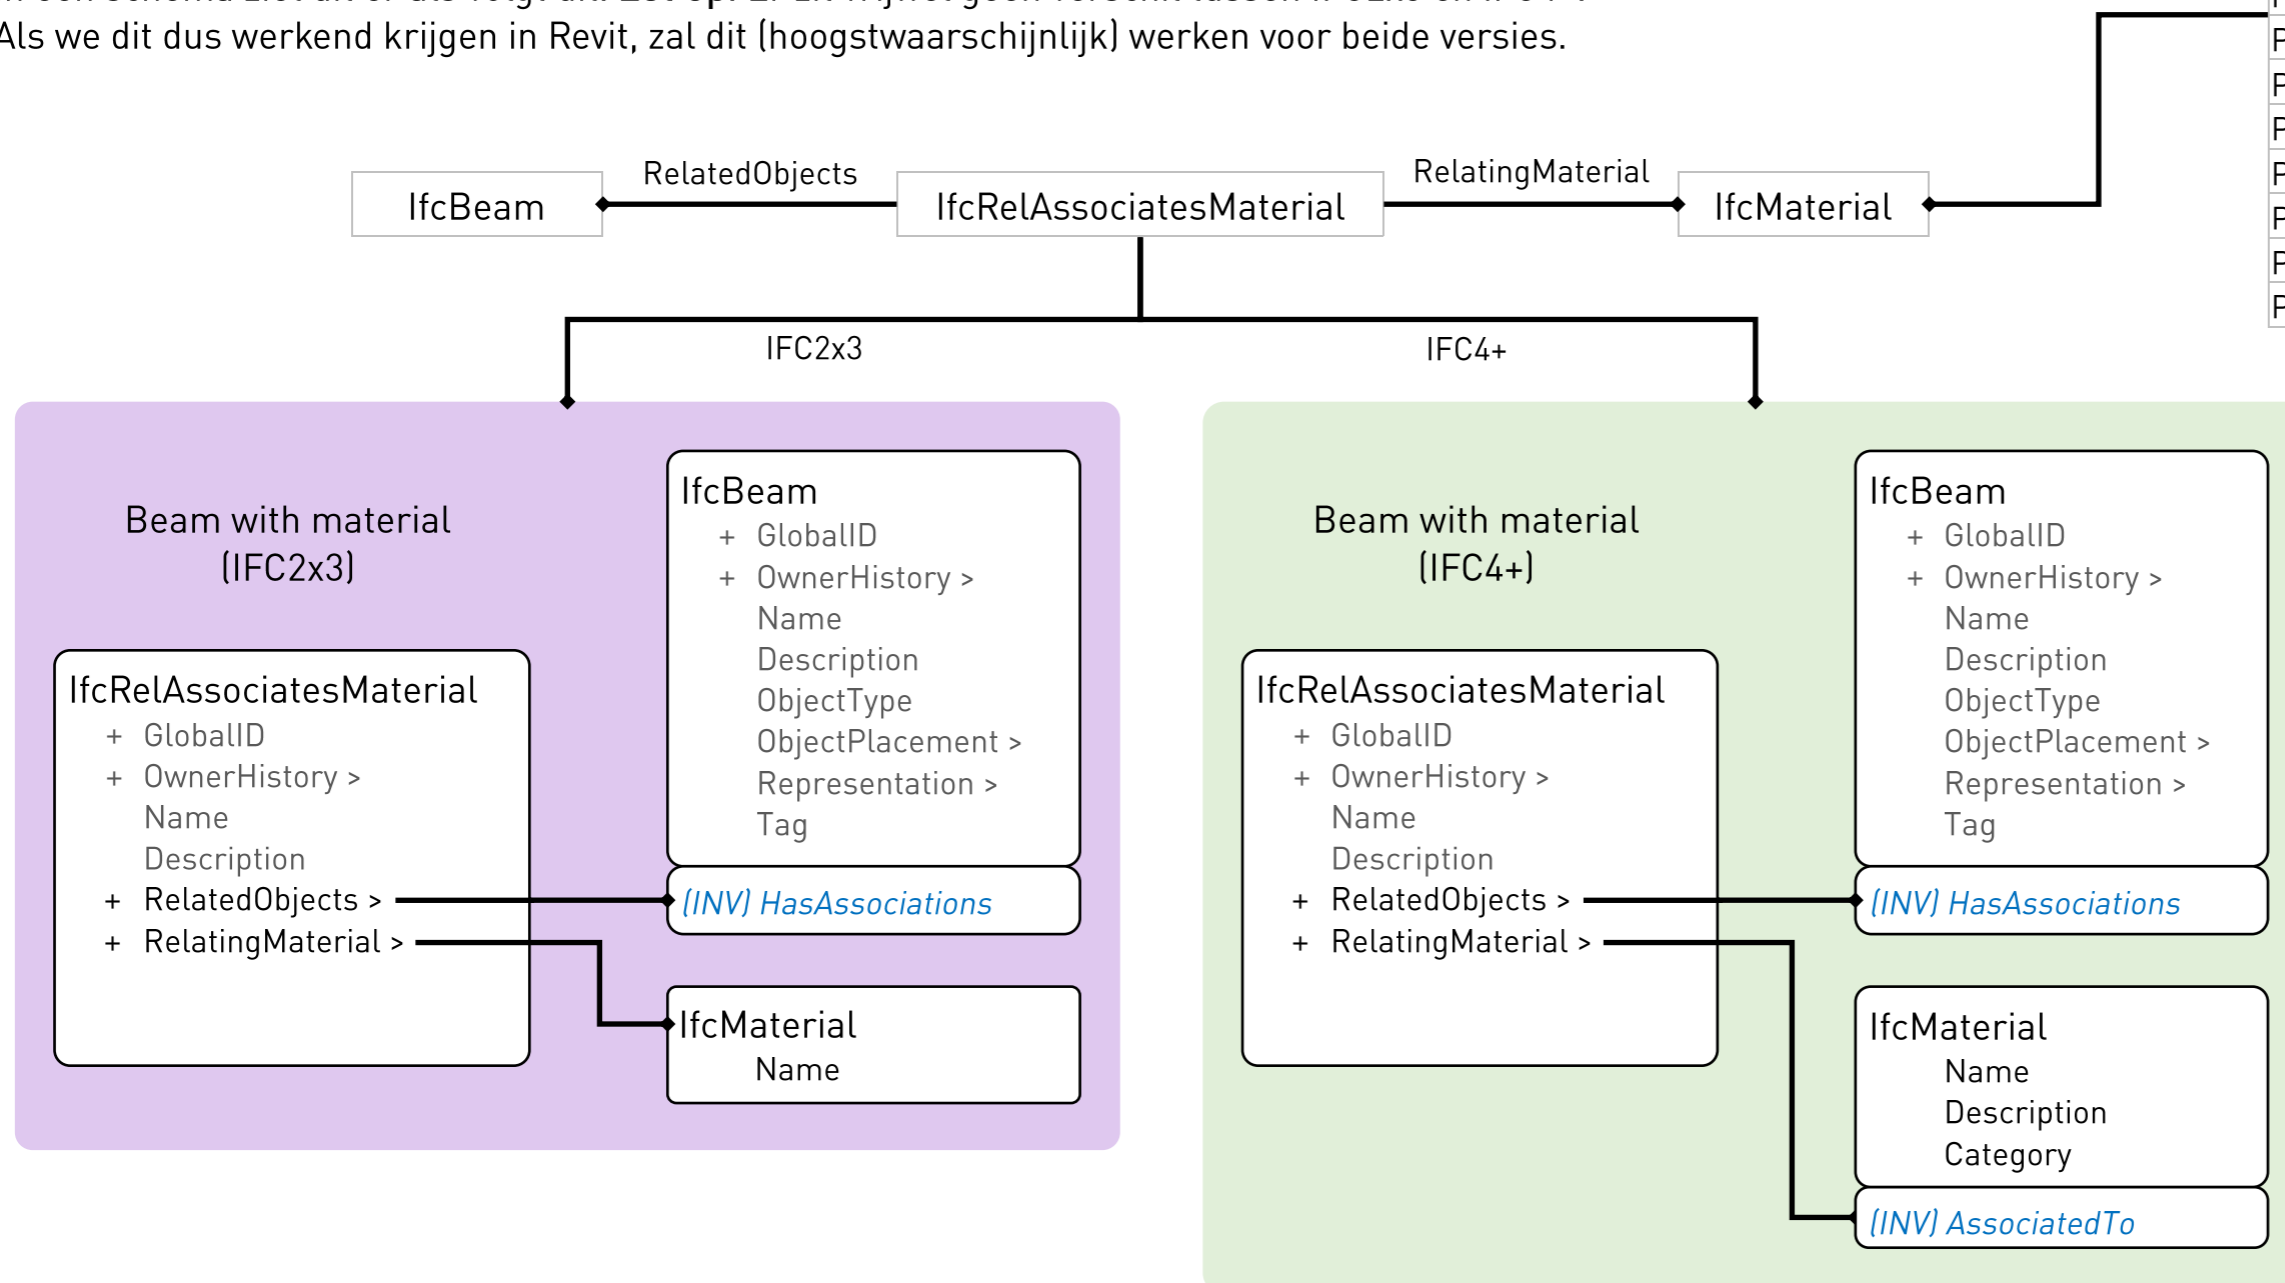 Als we dit dus werkend krijgen in Revit, zal dit (hoogstwaarschijnlijk) werken voor beide versies.
RelatedObjects
RelatingMaterial
IfcBeam
IfcRelAssociatesMaterial
IfcMaterial
IFC2x3
IFC4+
Beam with material
(IFC2x3)
IfcBeam
+ GlobalID
+ OwnerHistory >
Name
Description
ObjectType
ObjectPlacement >
Representation >
Tag
(INV) HasAssociations
IfcRelAssociatesMaterial
+ GlobalID
+ OwnerHistory >
Name
Description
+ RelatedObjects >
+ RelatingMaterial >
IfcMaterial
Name
Beam with material
(IFC4+)
IfcBeam
+ GlobalID
+ OwnerHistory >
Name
Description
ObjectType
ObjectPlacement >
Representation >
Tag
(INV) HasAssociations
IfcRelAssociatesMaterial
+ GlobalID
+ OwnerHistory >
Name
Description
+ RelatedObjects >
+ RelatingMaterial >
IfcMaterial
Name
Description
Category
(INV) AssociatedTo